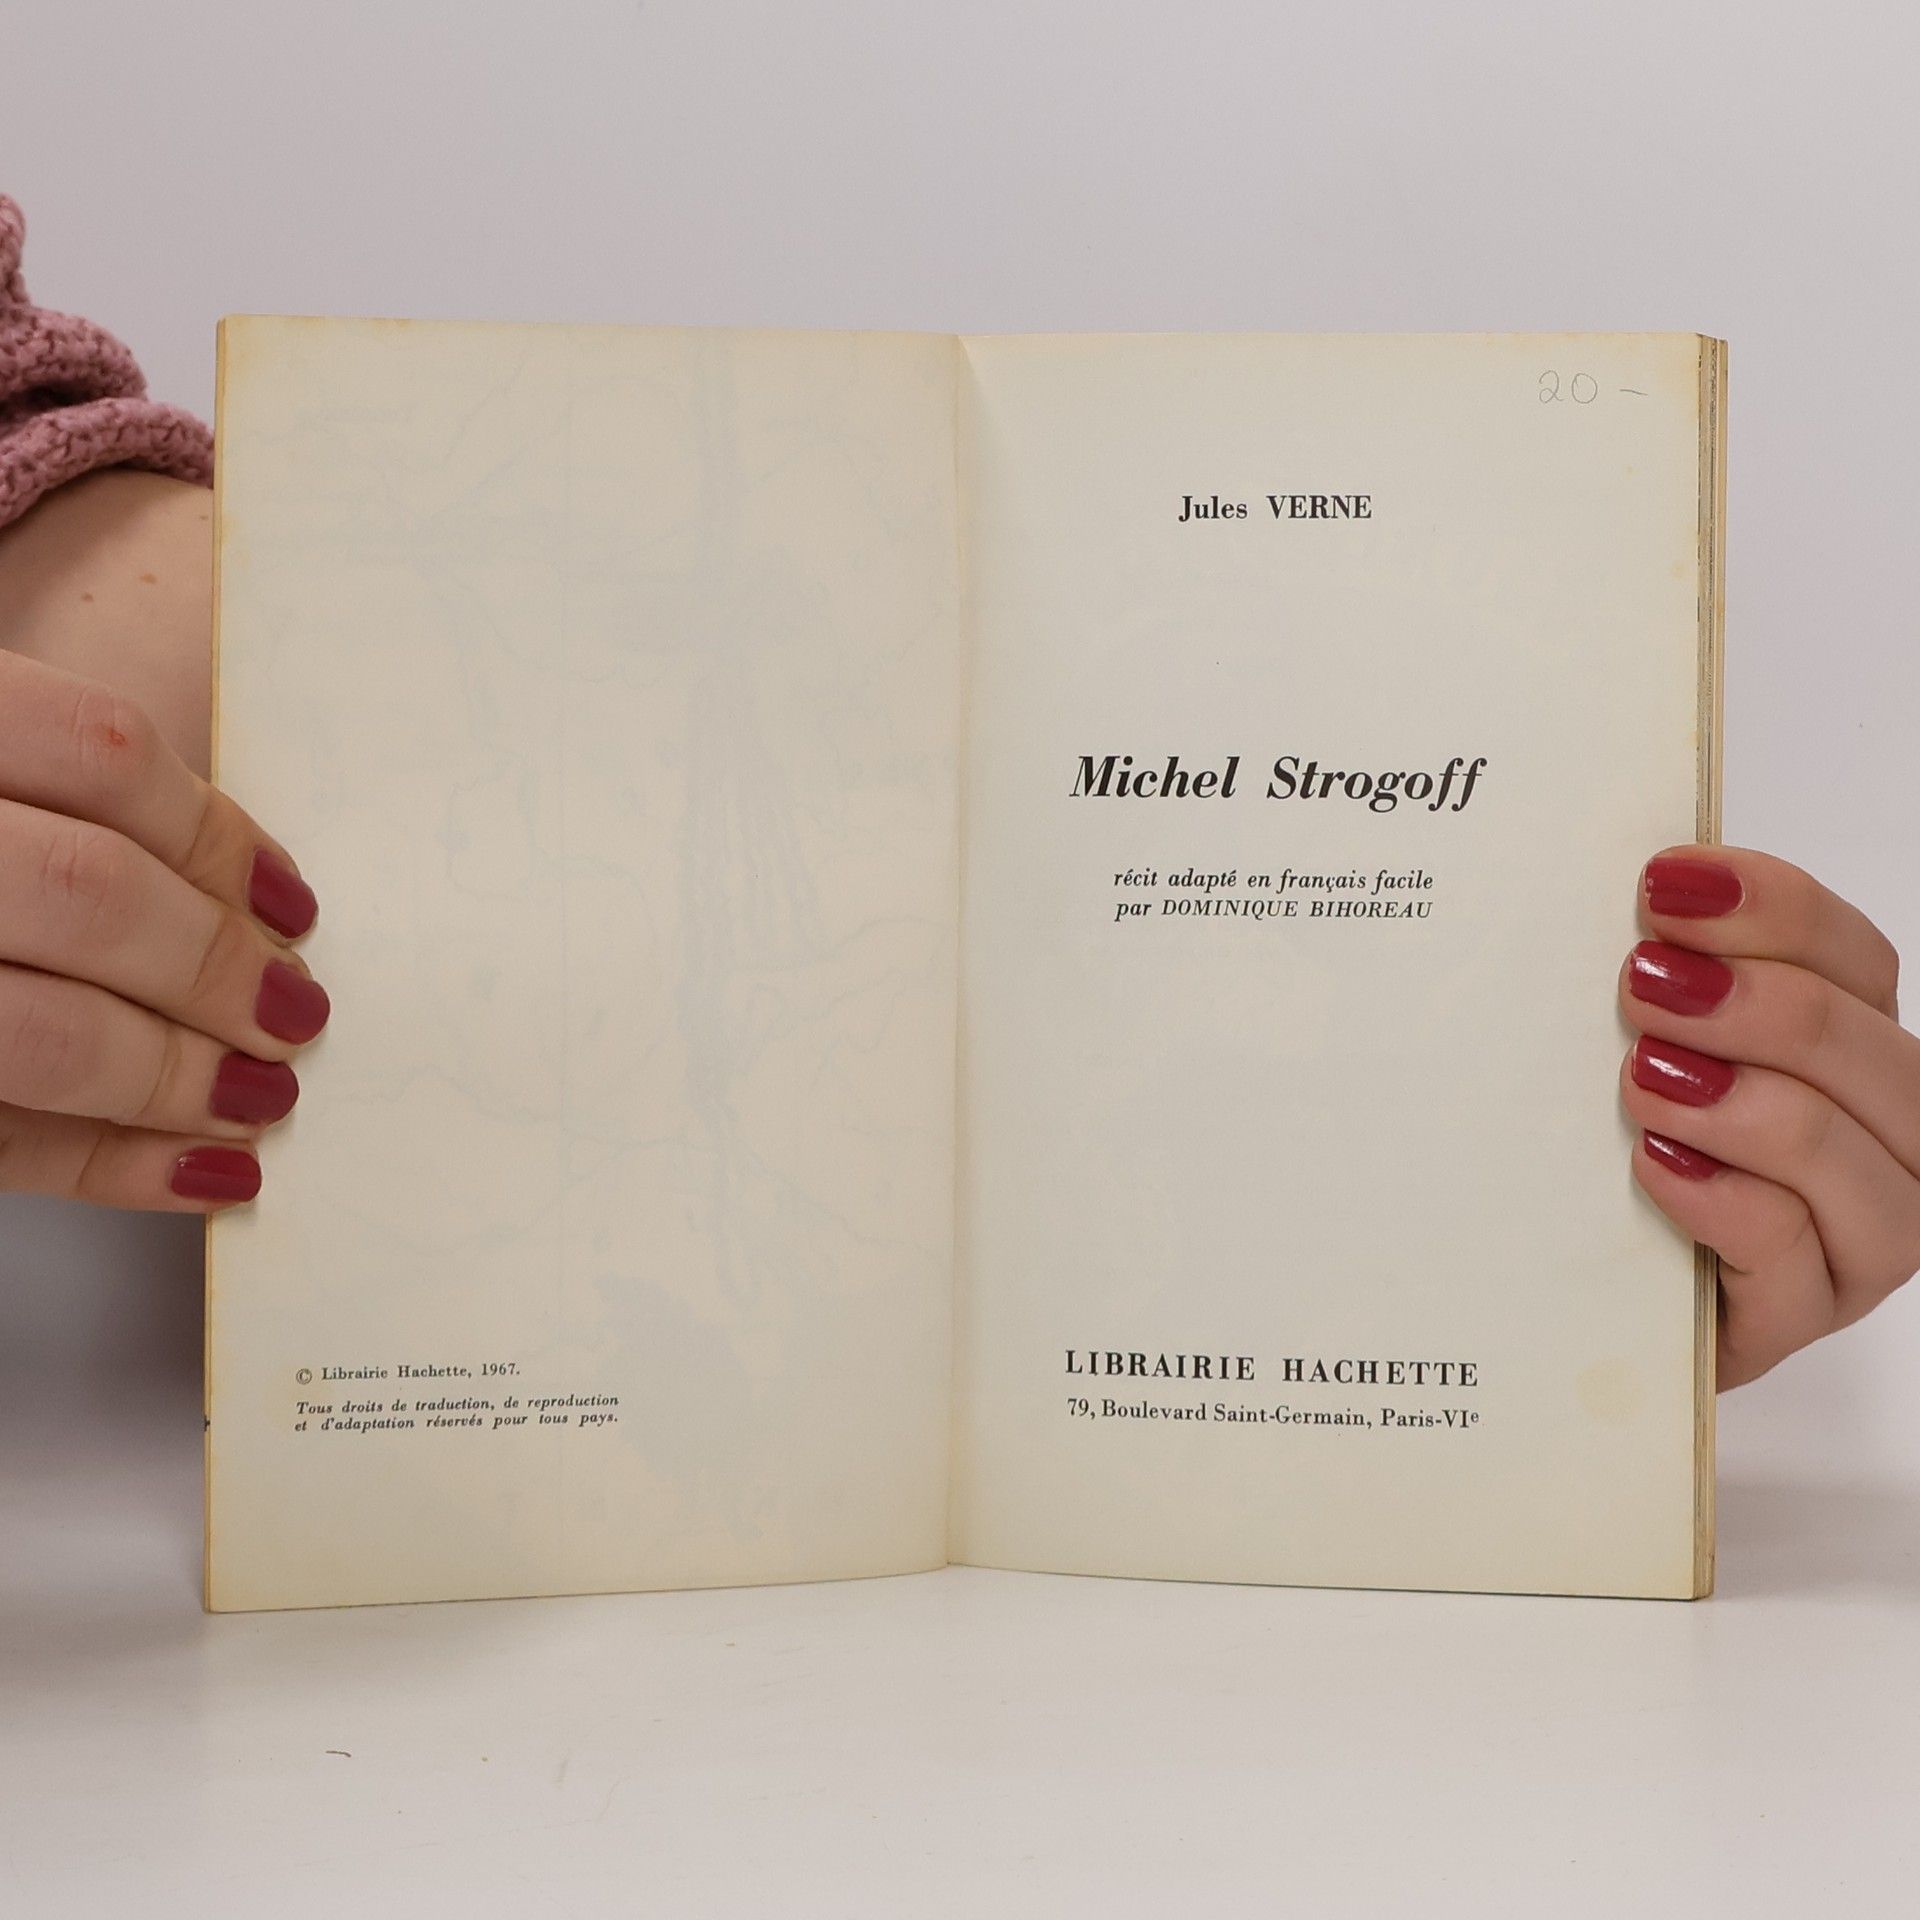 © Librairie Hachette, 1967.
Tous droits de traduction, de reproduction
et d'adaptation réservés pour tous pays.
20 -
Jules VERNE
Michel Strogoff
récit adapté en français facile
par DOMINIQUE BIHOREAU
LIBRAIRIE HACHETTE
79, Boulevard Saint-Germain, Paris-VIe